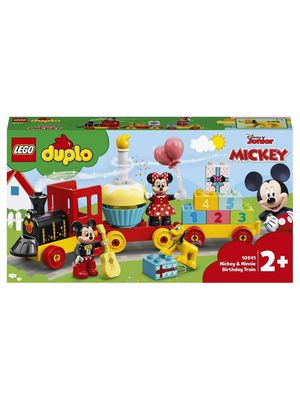 LEGO
duplo
Disney
Junior
MICKEY
4 5
1 2 3
10941
Mickey & Minnie
Birthday Train
2+